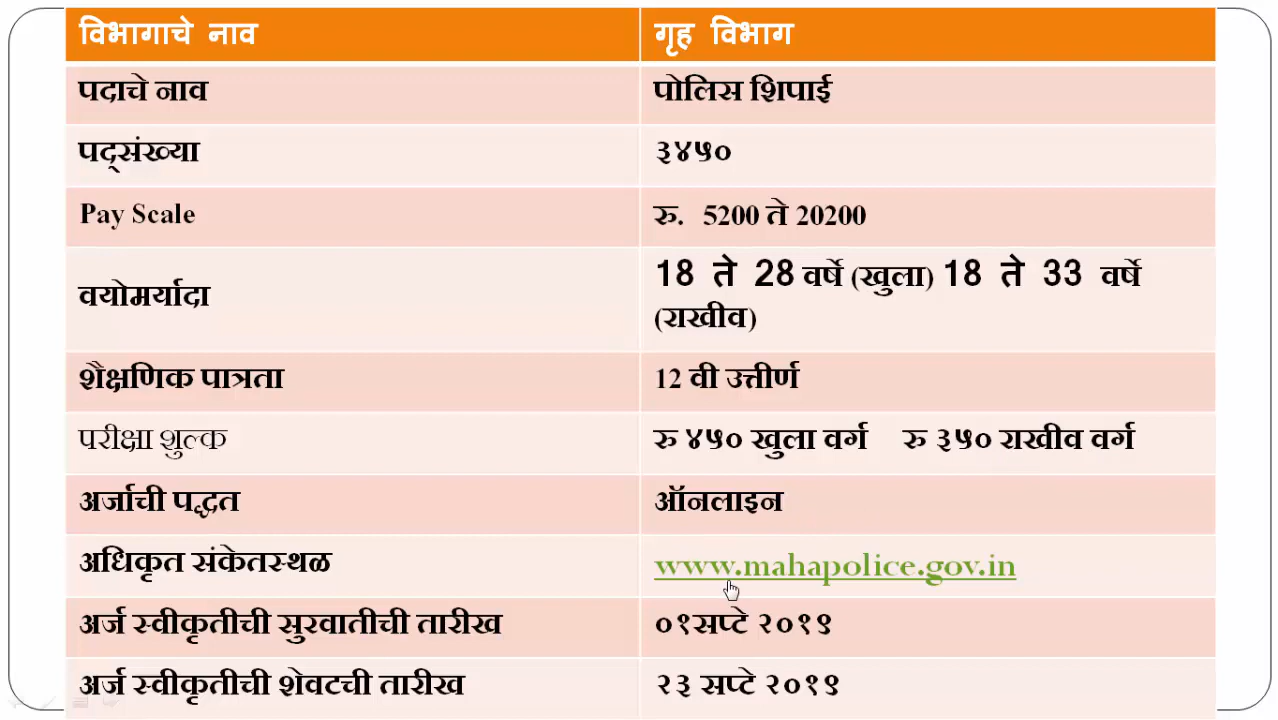 विभागाचे नाव गृह विभाग
पदाचे नाव पोलिस शिपाई
पद्संख्या ३४५०
Pay Scale रु. 5200 ते 20200
वयोमर्यादा 18 ते 28 वर्षे (खुला) 18 ते 33 वर्षे
(राखीव)
शैक्षणिक पात्रता 12 वी उत्तीर्ण
परीक्षा शुल्क रु ४५० खुला वर्ग रु ३५० राखीव वर्ग
अर्जाची पद्धत ऑनलाइन
अधिकृत संकेतस्थळ www.mahapolice.gov.in
अर्ज स्वीकृतीची सुरवातीची तारीख ०१सप्टे २०१९
अर्ज स्वीकृतीची शेवटची तारीख २३ सप्टे २०१९